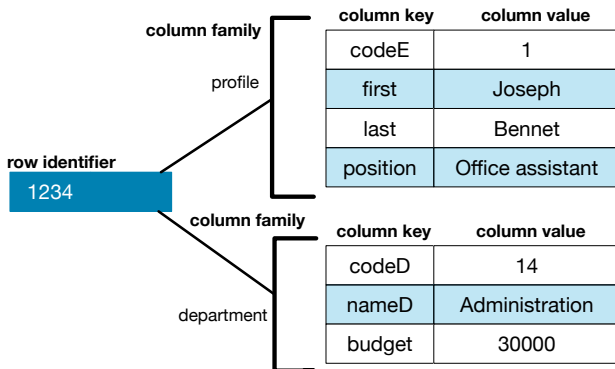 column key column value
column family
codeE 1
profile
first Joseph
last Bennet
row identifier
position Office assistant
1234
column family
column key column value
codeD 14
nameD Administration
department
budget 30000